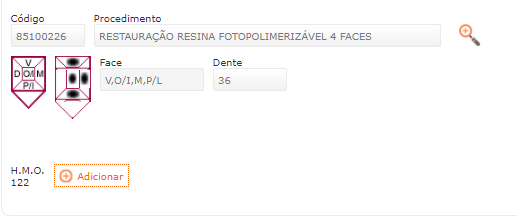 Código Procedimento
85100226 RESTAURAÇÃO RESINA FOTOPOLIMERIZÁVEL 4 FACES
Face Dente
V,O/I,M,P/L 36
V
D O/I M
P/I
H.M.O.
122
Adicionar